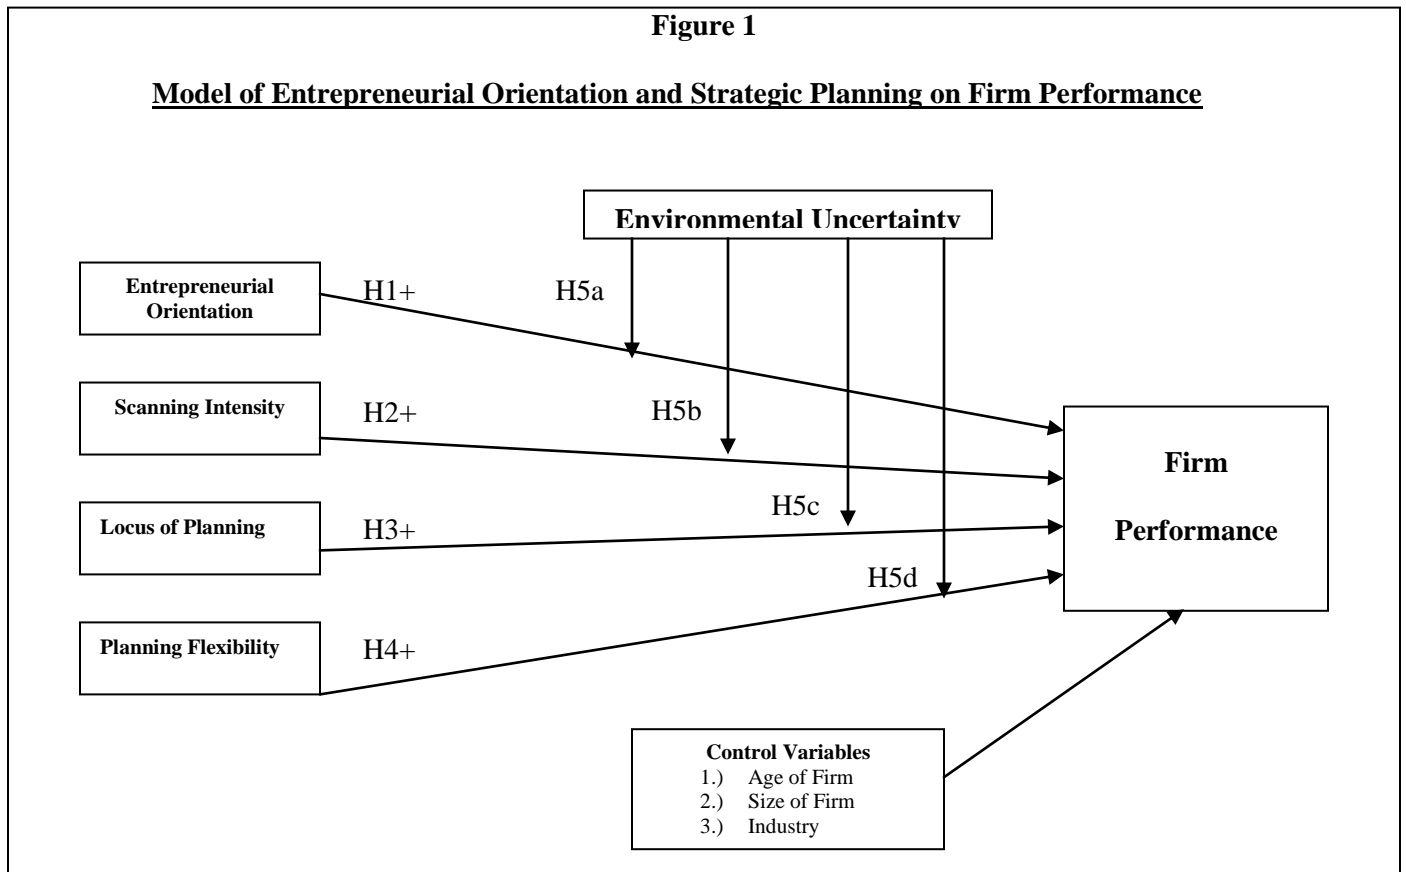 Figure 1
Model of Entrepreneurial Orientation and Strategic Planning on Firm Performance
Environmental Uncertainty
Entrepreneurial
Orientation
H1+
H5a
Scanning Intensity
H2+
H5b
Firm
Performance
Locus of Planning
H3+
H5c
H5d
Planning Flexibility
H4+
Control Variables
1.) Age of Firm
2.) Size of Firm
3.) Industry